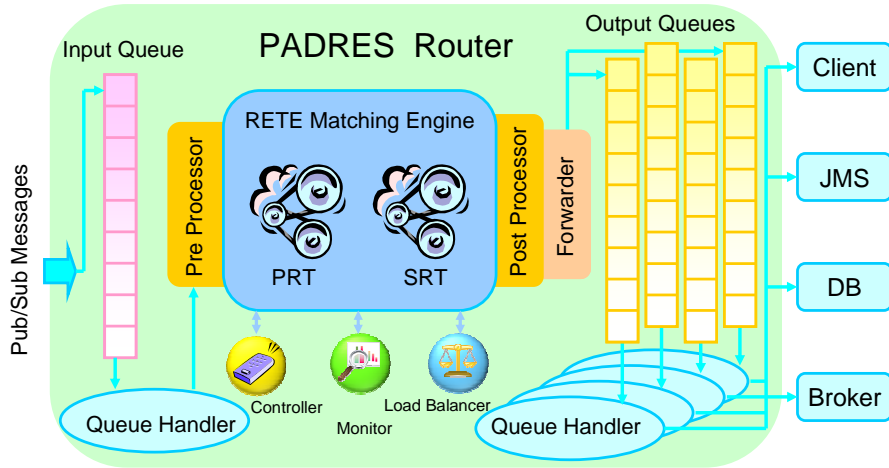 PADRES Router
Input Queue
Output Queues
Pub/Sub Messages
Pre Processor
RETE Matching Engine
PRT
SRT
Post Processor
Forwarder
Client
JMS
DB
Broker
Controller
Monitor
Load Balancer
Queue Handler
Queue Handler